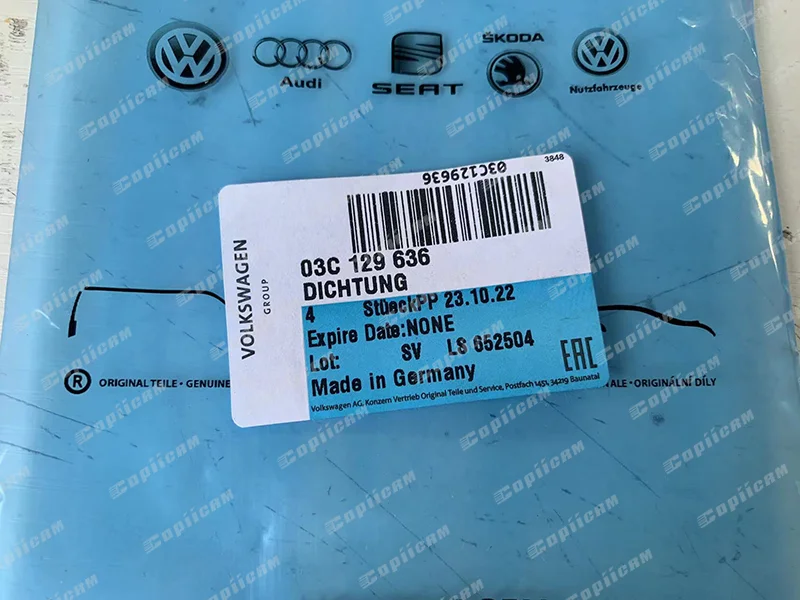 Audi
SEAT
ŠKODA
Nutzfahrzeuge
3848
03C129636
VOLKSWAGEN
GROUP
03C 129 636
DICHTUNG
4 StüeckPP 23.10.22
Expire Date:NONE
Lot: SV LS 652504
Made in Germany
EAC
Volkswagen AG, Konzern Vertrieb Original Teile und Service, Postfach 1451, 34219 Baunatal
® ORIGINAL TEILE · GENUINE
ALE · ORIGINÁLNÍ DÍLY
Copiicam